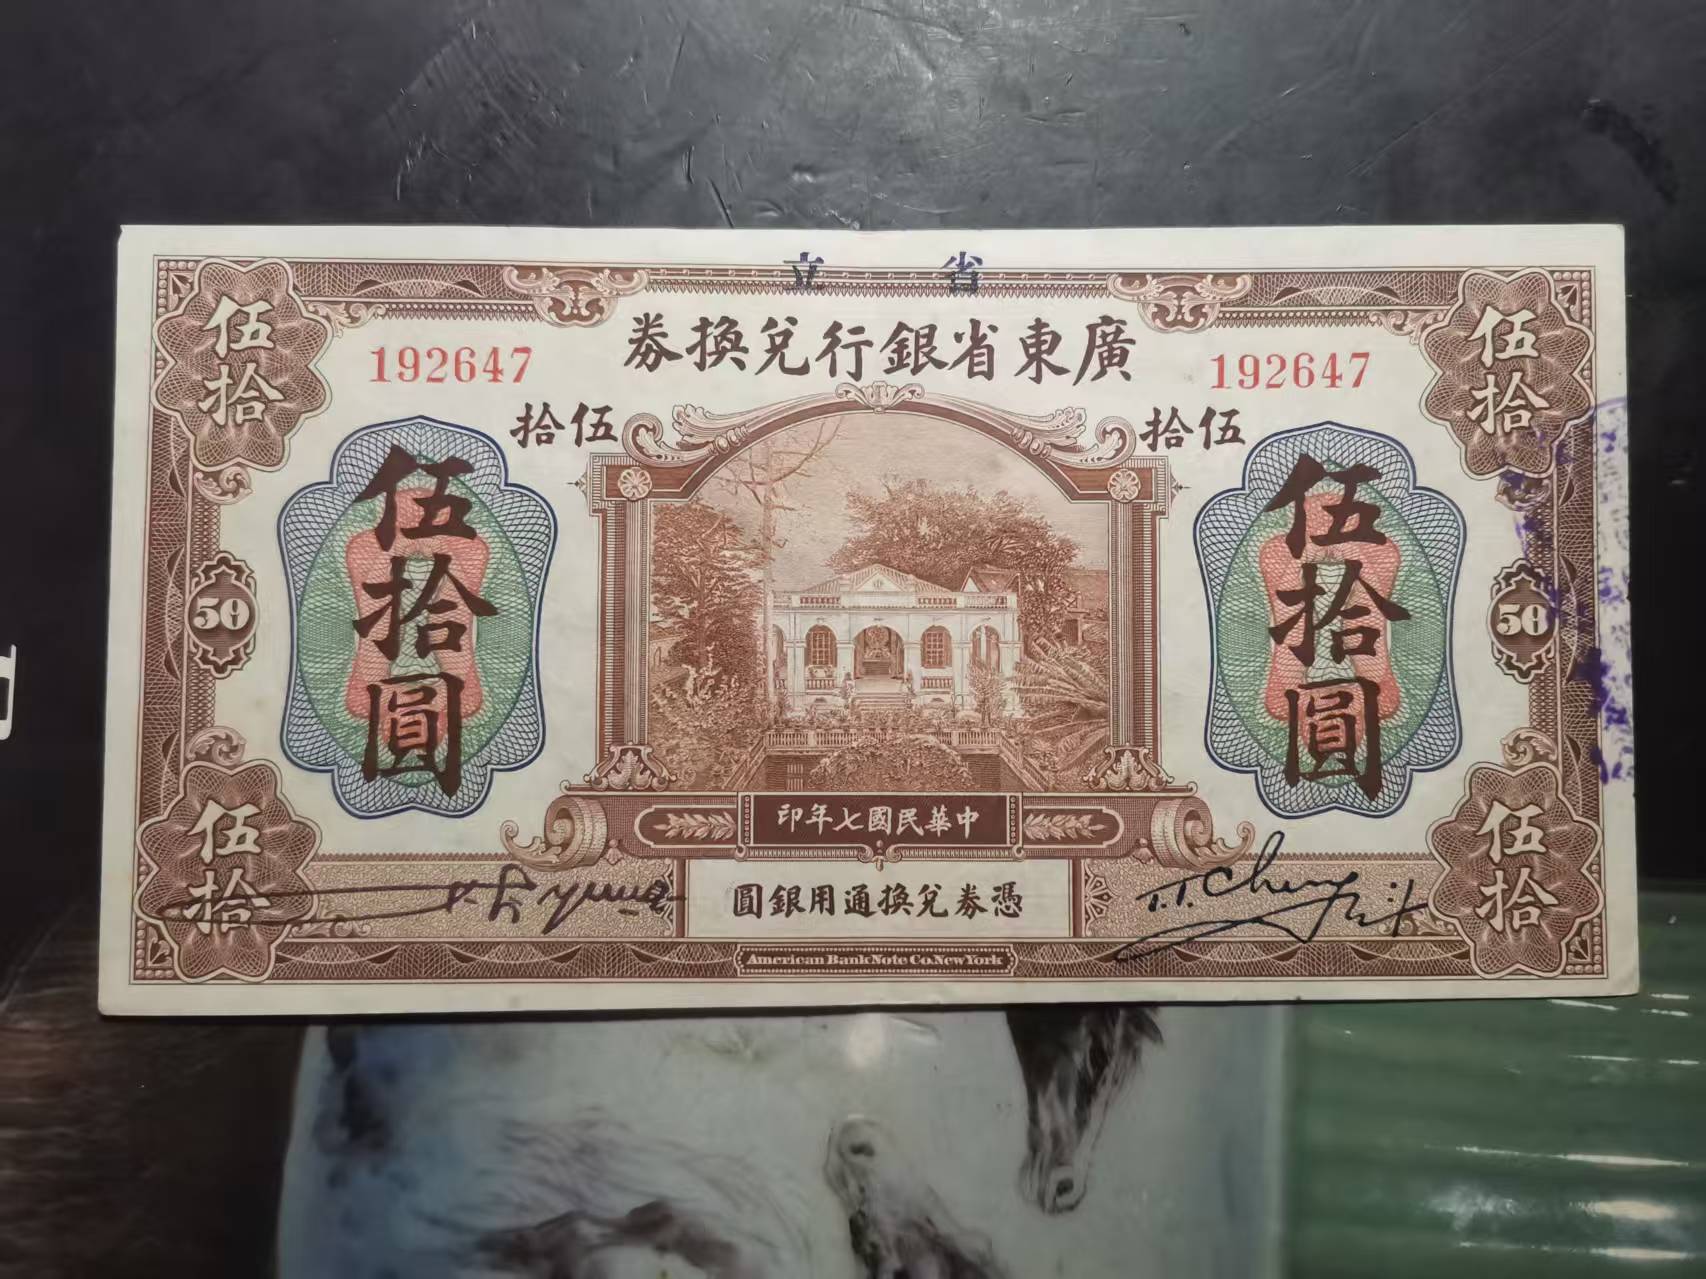 省立
廣東省銀行兌換券
192647
192647
伍拾
伍拾
伍拾
伍拾
伍拾圓
伍拾圓
50
50
中華民國七年印
憑券兌換通用銀圓
伍拾
伍拾
American Bank Note Co. New York